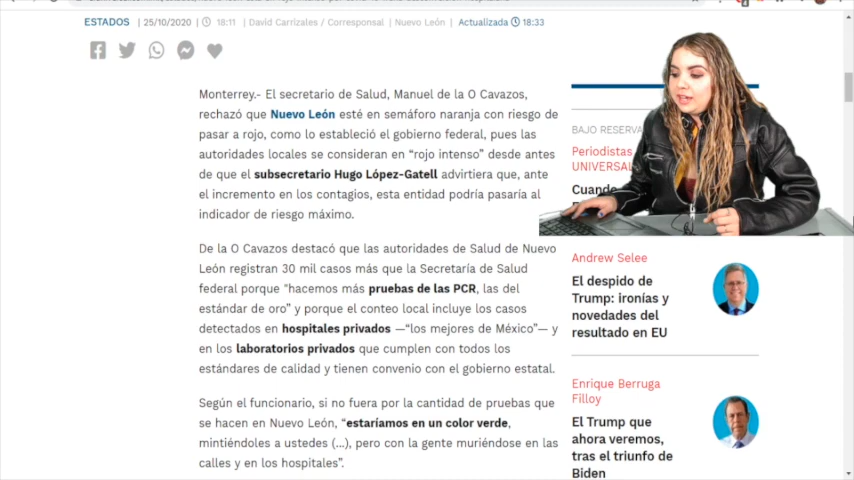 ESTADOS | 25/10/2020 | 18:11 | David Carrizales / Corresponsal | Nuevo León | Actualizada 18:33
Monterrey.- El secretario de Salud, Manuel de la O Cavazos,
rechazó que Nuevo León esté en semáforo naranja con riesgo de
pasar a rojo, como lo estableció el gobierno federal, pues las
autoridades locales se consideran en “rojo intenso” desde antes
de que el subsecretario Hugo López-Gatell advirtiera que, ante
el incremento en los contagios, esta entidad podría pasaría al
indicador de riesgo máximo.
De la O Cavazos destacó que las autoridades de Salud de Nuevo
León registran 30 mil casos más que la Secretaría de Salud
federal porque “hacemos más pruebas de las PCR, las del
estándar de oro” y porque el conteo local incluye los casos
detectados en hospitales privados —“los mejores de México”— y
en los laboratorios privados que cumplen con todos los
estándares de calidad y tienen convenio con el gobierno estatal.
Según el funcionario, si no fuera por la cantidad de pruebas que
se hacen en Nuevo León, “estaríamos en un color verde,
mintiéndoles a ustedes (...), pero con la gente muriéndose en las
calles y en los hospitales”.
BAJO RESERVA
Periodistas
UNIVERSAL
Cuando
Andrew Selee
El despido de
Trump: ironías y
novedades del
resultado en EU
Enrique Berruga
Filloy
El Trump que
ahora veremos,
tras el triunfo de
Biden